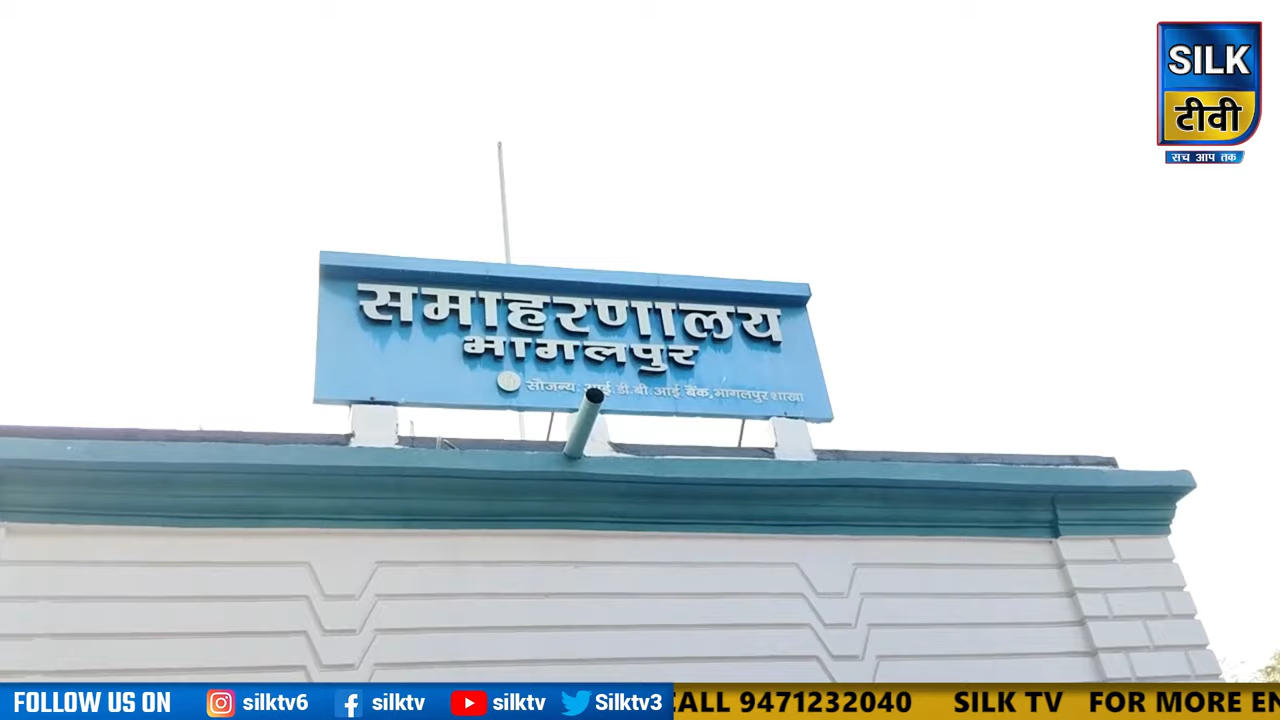 SILK
टीवी
सच आप तक
समाहरणालय
भागलपुर
सौजन्य: आई.डी.बी.आई. बैंक, भागलपुर शाखा
FOLLOW US ON silktv6 silktv silktv Silktv3 CALL 9471232040 SILK TV FOR MORE EN